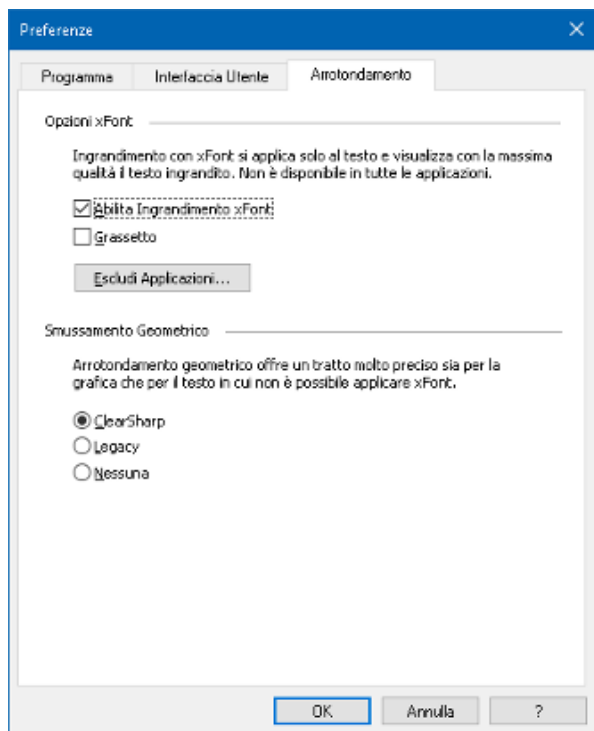 Preferenze
Programma Interfaccia Utente Arrotondamento
Opzioni xFont
Ingrandimento con xFont si applica solo al testo e visualizza con la massima
qualitá il testo ingrandito. Non è disponibile in tutte le applicazioni.
Abilita Ingrandimento xFont
Grassetto
Escludi Applicazioni...
Smussamento Geometrico
Arrotondamento geometrico offre un tratto molto preciso sia per la
grafica che per il testo in cui non è possibile applicare xFont.
ClearSharp
Legacy
Nessuna
OK Annulla ?